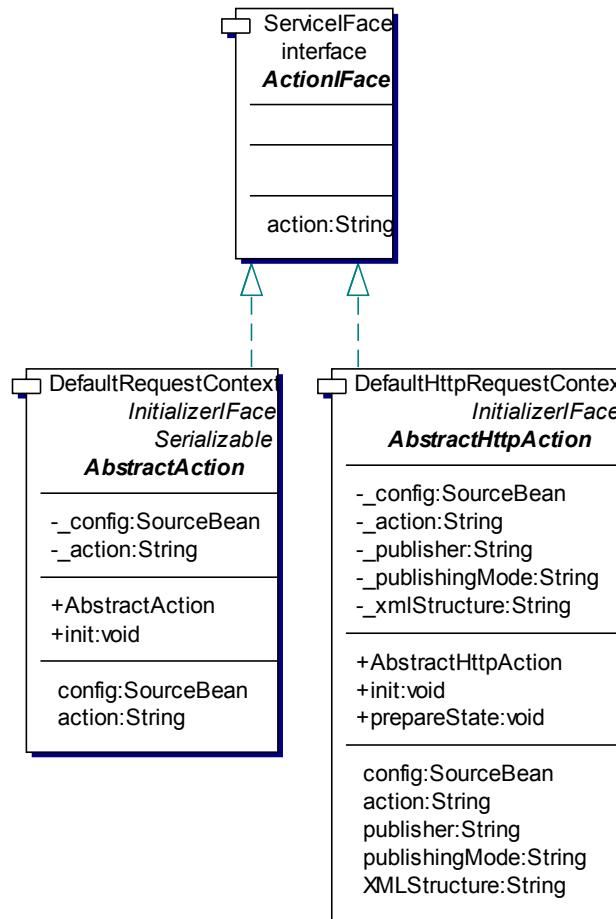 ServiceIFace
interface
ActionIFace
action:String
DefaultRequestContext
InitializerIFace
Serializable
AbstractAction
-_config:SourceBean
-_action:String
+AbstractAction
+init:void
config:SourceBean
action:String
DefaultHttpRequestContex
InitializerIFace
AbstractHttpAction
-_config:SourceBean
-_action:String
-_publisher:String
-_publishingMode:String
-_xmlStructure:String
+AbstractHttpAction
+init:void
+prepareState:void
config:SourceBean
action:String
publisher:String
publishingMode:String
XMLStructure:String